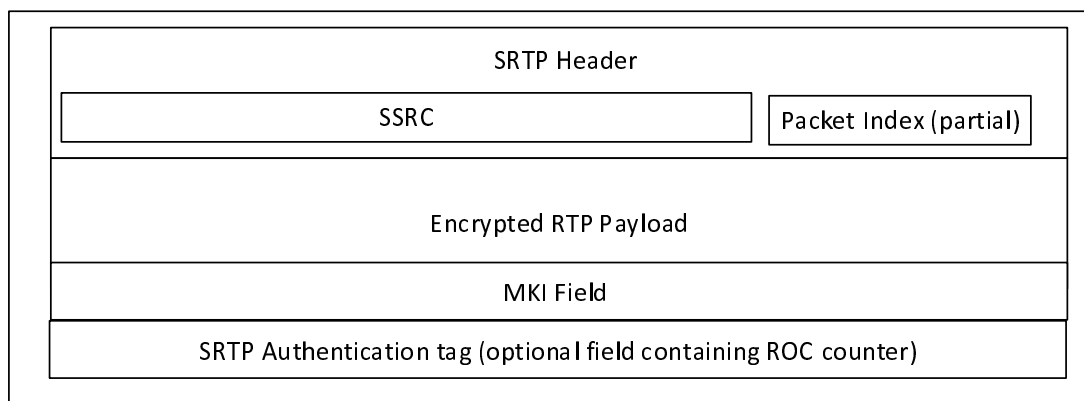 SRTP Header
SSRC
Packet Index (partial)
Encrypted RTP Payload
MKI Field
SRTP Authentication tag (optional field containing ROC counter)